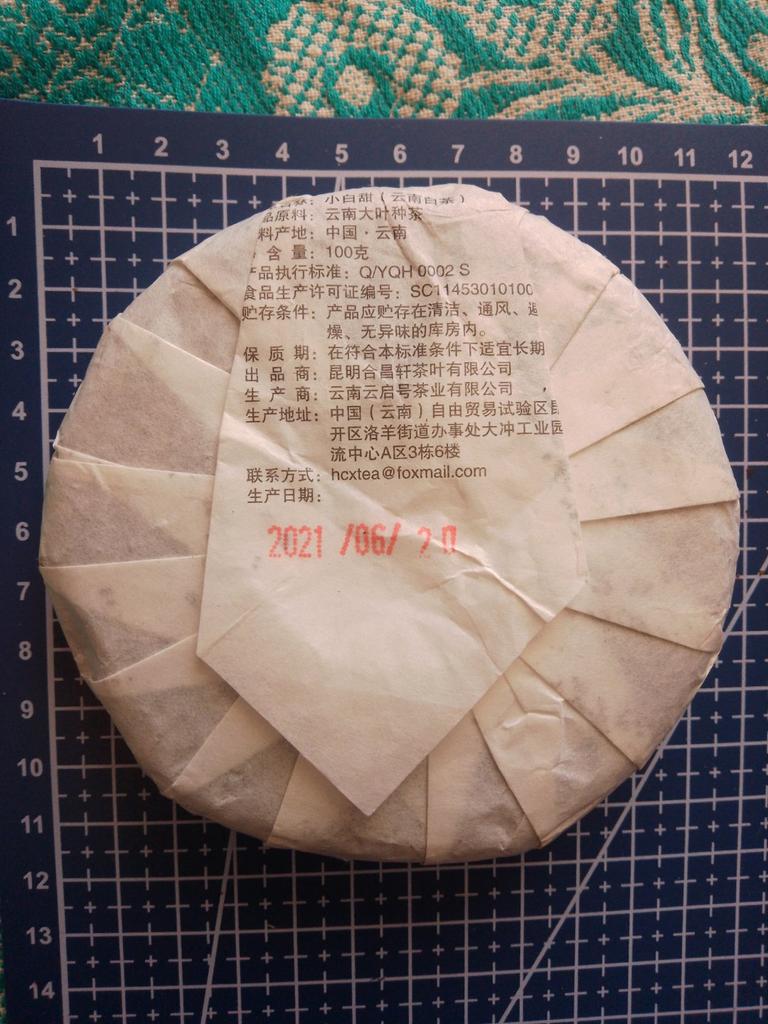 1 2 3 4 5 6 7 8 9 10 11 12
小白甜（云南白茶）
品原料：云南大叶种茶
料产地：中国·云南
含 量：100克
产品执行标准：Q/YQH 0002 S
食品生产许可证编号：SC11453010100
贮存条件：产品应贮存在清洁、通风、
燥、无异味的库房内。
保 质 期：在符合本标准条件下适宜长期
出 品 商：昆明合昌轩茶叶有限公司
生 产 商：云南云启号茶业有限公司
生产地址：中国（云南）自由贸易试验区昆
开区洛羊街道办事处大冲工业园
流中心A区3栋6楼
联系方式：hcxtea@foxmail.com
生产日期：
2021 /06/ 20
1
2
3
4
5
6
7
8
9
10
11
12
13
14